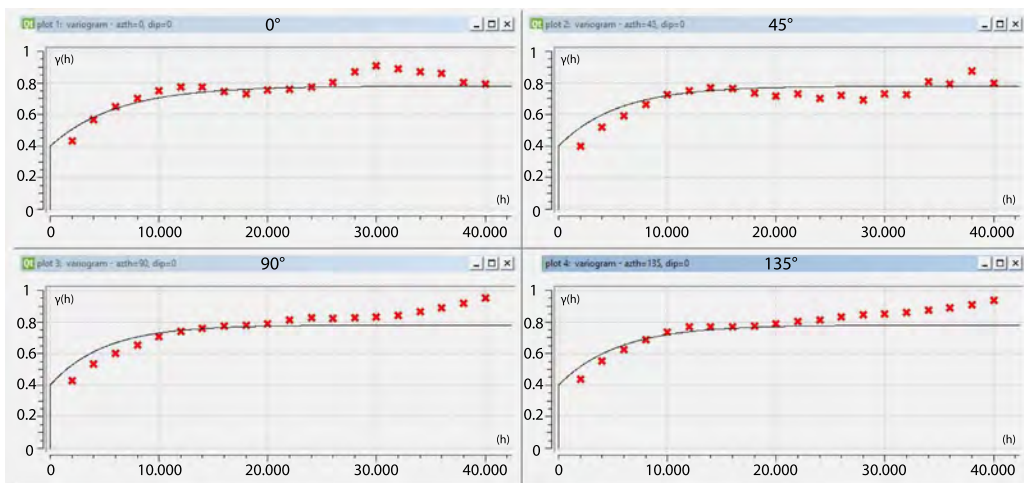 Qt plot 1: variogram - azth=0, dip=0
0°
γ(h)
1
0.8
0.6
0.4
0.2
0
(h)
0 10.000 20.000 30.000 40.000
Qt plot 2: variogram - azth=45, dip=0
45°
γ(h)
1
0.8
0.6
0.4
0.2
0
(h)
0 10.000 20.000 30.000 40.000
Qt plot 3: variogram - azth=90, dip=0
90°
γ(h)
1
0.8
0.6
0.4
0.2
0
(h)
0 10.000 20.000 30.000 40.000
plot 4: variogram - azth=135, dip=0
135°
γ(h)
1
0.8
0.6
0.4
0.2
0
(h)
0 10.000 20.000 30.000 40.000